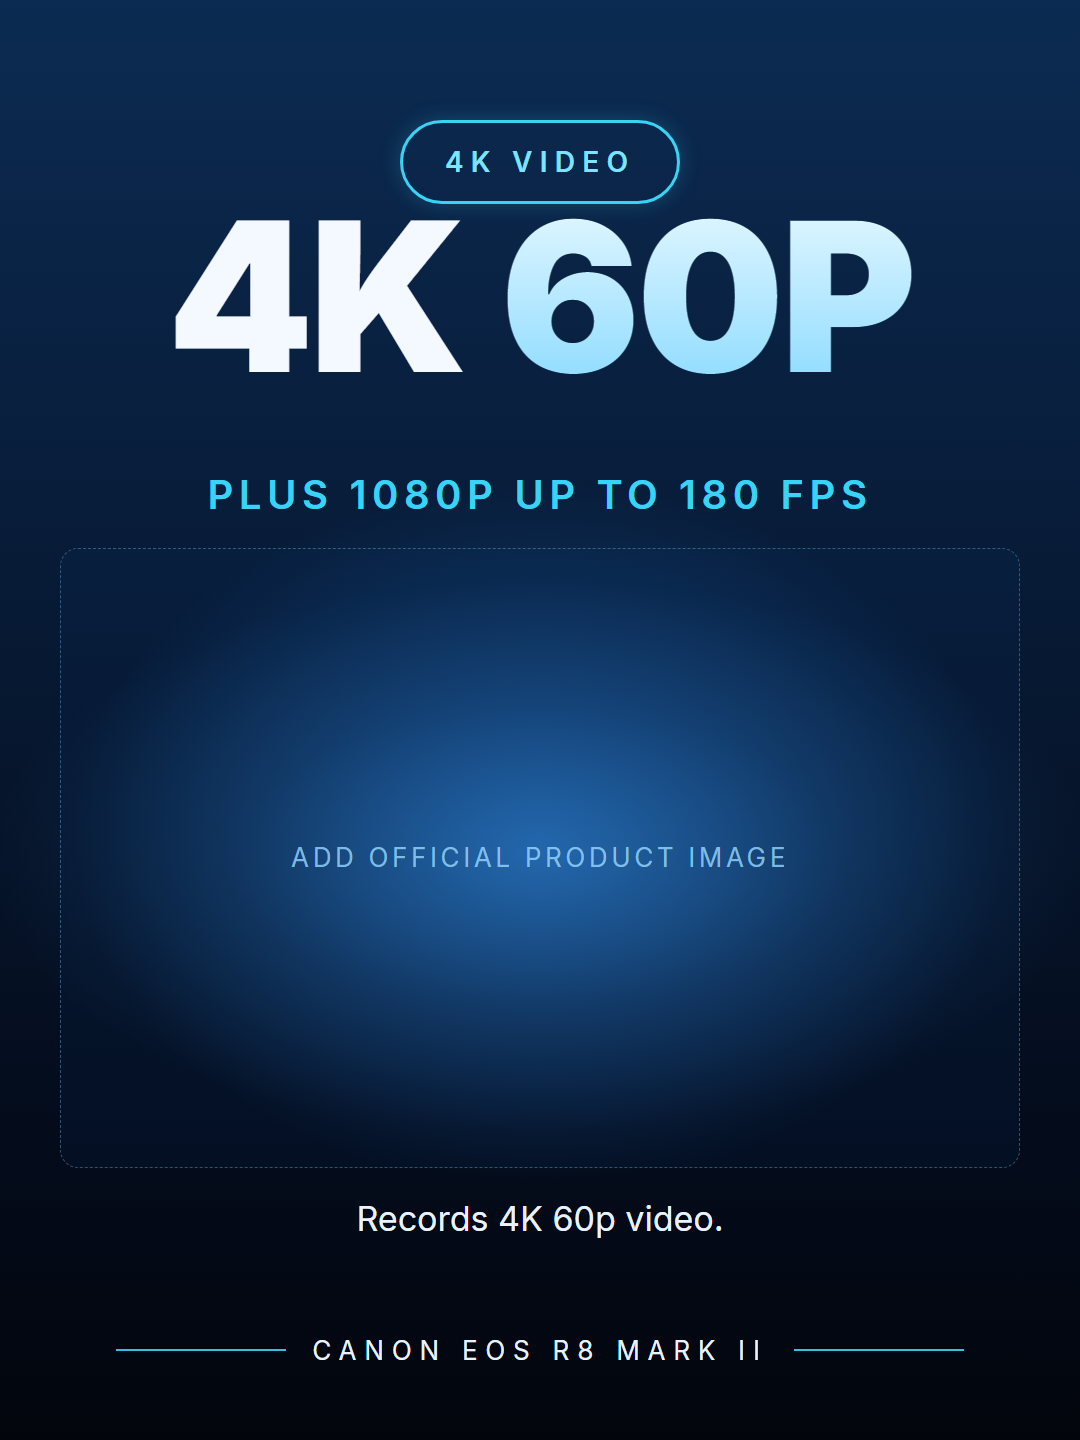 4K VIDEO
4K 60P
PLUS 1080P UP TO 180 FPS
ADD OFFICIAL PRODUCT IMAGE
Records 4K 60p video.
CANON EOS R8 MARK II